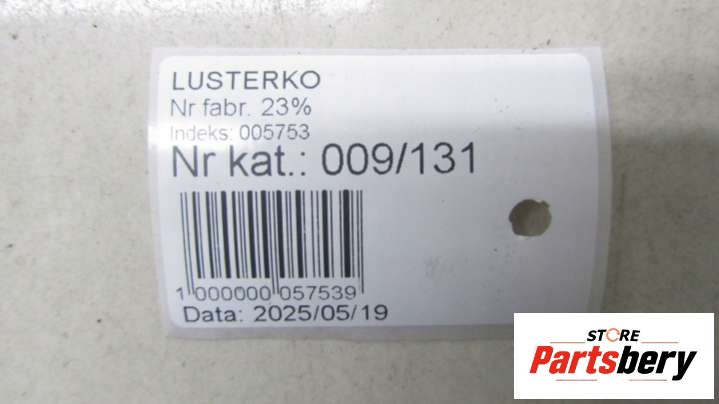 LUSTERKO
Nr fabr. 23%
Indeks: 005753
Nr kat.: 009/131
1 000000 057539
Data: 2025/05/19
STORE
Partsbery